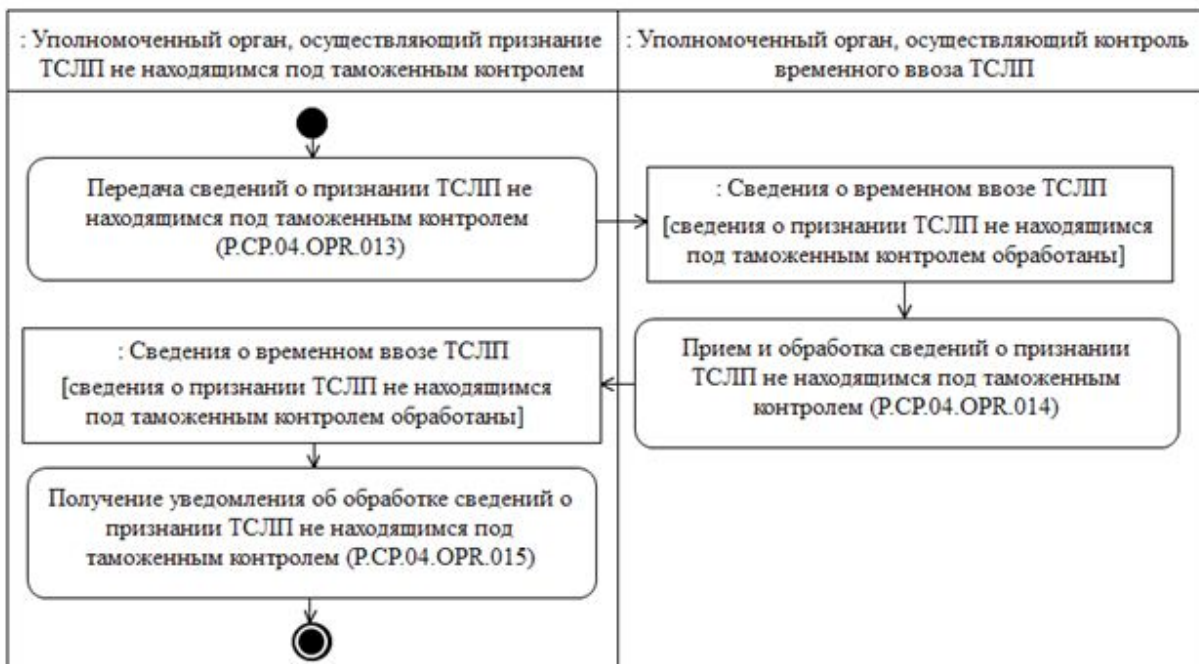 : Уполномоченный орган, осуществляющий признание
ТСЛП не находящимся под таможенным контролем
: Уполномоченный орган, осуществляющий контроль
временного ввоза ТСЛП
Передача сведений о признании ТСЛП не
находящимся под таможенным контролем
(P.CP.04.OPR.013)
: Сведения о временном ввозе ТСЛП
[сведения о признании ТСЛП не находящимся
под таможенным контролем обработаны]
Прием и обработка сведений о признании
ТСЛП не находящимся под таможенным
контролем (P.CP.04.OPR.014)
: Сведения о временном ввозе ТСЛП
[сведения о признании ТСЛП не находящимся
под таможенным контролем обработаны]
Получение уведомления об обработке сведений о
признании ТСЛП не находящимся под
таможенным контролем (P.CP.04.OPR.015)